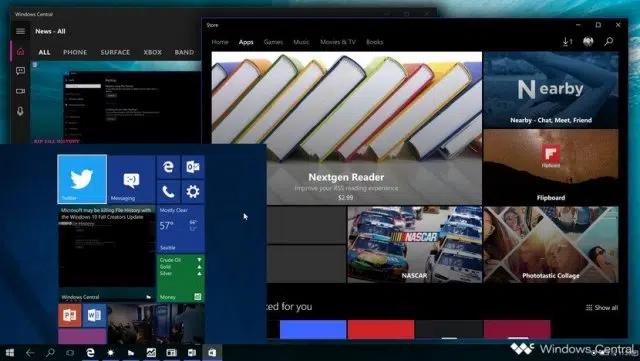 Windows Central
News - All
ALL PHONE SURFACE XBOX BAND
Store
Home Apps Games Music Movies & TV Books
1
Nextgen Reader
Improve your RSS reading experience
$2.99
Nearby
Nearby - Chat, Meet, Friend
Flipboard
Flipboard
NASCAR
NASCAR
Phototastic Collage
Show all
Twitter
Messaging
Microsoft may be killing File History with
the Windows 10 Fall Creators Update
Windows Central
Mostly Clear
57°
66°
Seattle
Crude Oil
Gold
Silver
Money
Windows Central